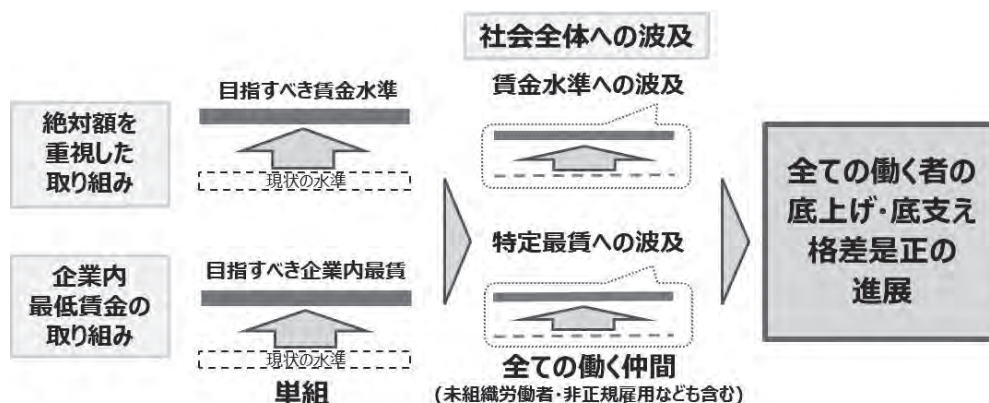 社会全体への波及
絶対額を
重視した
取り組み
目指すべき賃金水準
現状の水準
賃金水準への波及
企業内
最低賃金の
取り組み
目指すべき企業内最賃
現状の水準
単組
特定最賃への波及
全ての働く仲間
(未組織労働者・非正規雇用なども含む)
全ての働く者の
底上げ・底支え
格差是正の
進展